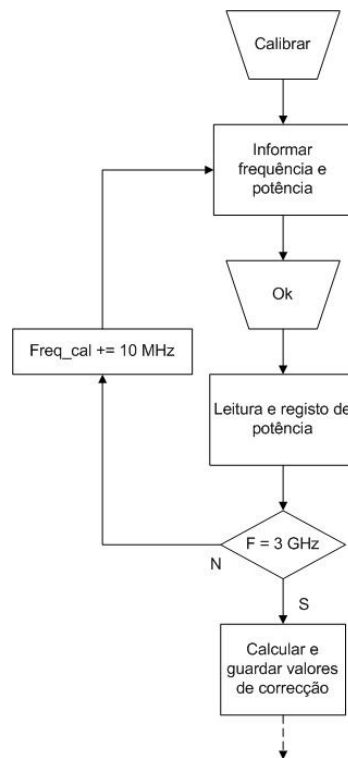 Calibrar
Informar
frequência e
potência
Ok
Freq_cal += 10 MHz
Leitura e registo de
potência
F = 3 GHz
N
S
Calcular e
guardar valores
de correcção